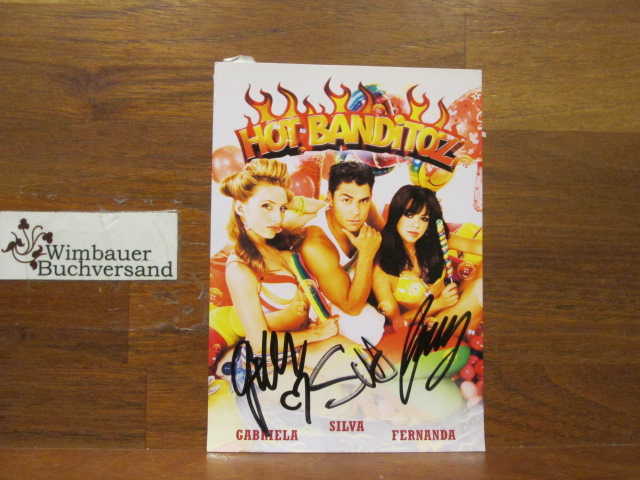 HOT BANDITOZ
Wimbauer
Buchversand
GABRIELA
SILVA
FERNANDA